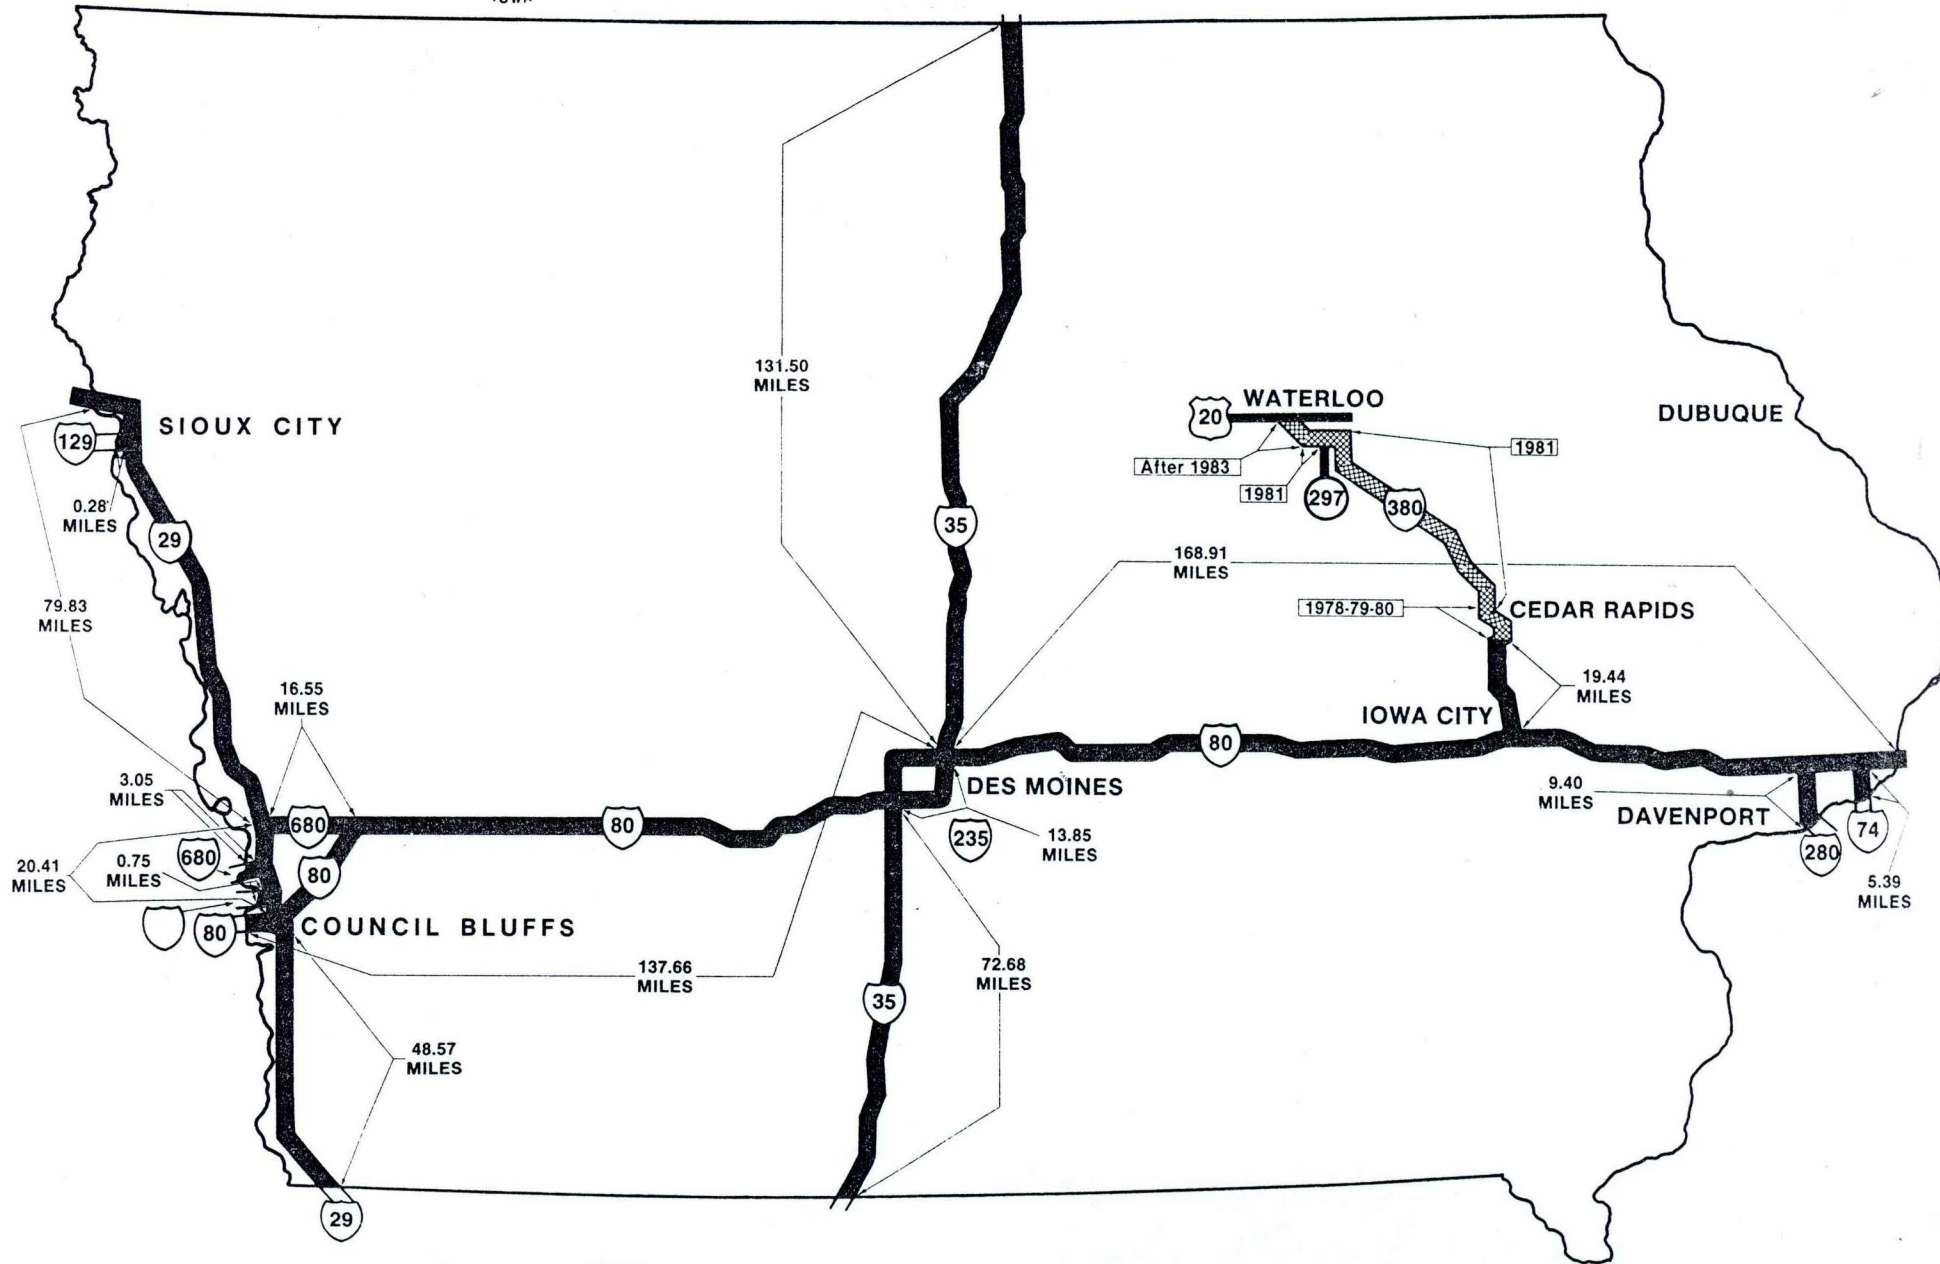 131.50
MILES
WATERLOO
20
DUBUQUE
SIOUX CITY
129
1981
After 1983
1981
297
380
0.28
MILES
29
35
168.91
MILES
79.83
MILES
1978-79-80
CEDAR RAPIDS
16.55
MILES
19.44
MILES
IOWA CITY
80
3.05
MILES
DES MOINES
9.40
MILES
DAVENPORT
680
80
235
13.85
MILES
74
280
680
20.41
MILES
0.75
MILES
80
5.39
MILES
80
COUNCIL BLUFFS
137.66
MILES
72.68
MILES
35
48.57
MILES
29